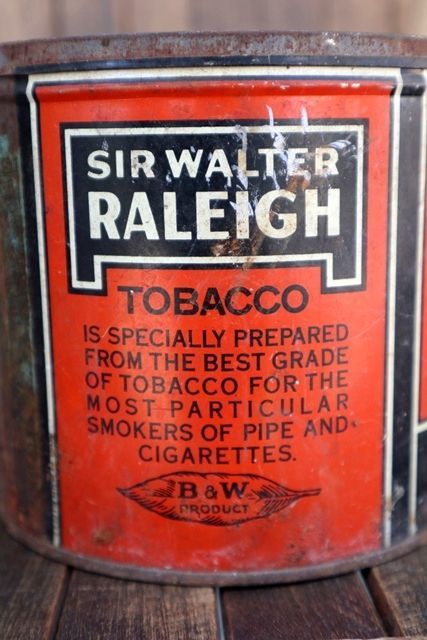 SIR WALTER
RALEIGH
TOBACCO
IS SPECIALLY PREPARED
FROM THE BEST GRADE
OF TOBACCO FOR THE
MOST PARTICULAR
SMOKERS OF PIPE AND
CIGARETTES.
B & W
PRODUCT